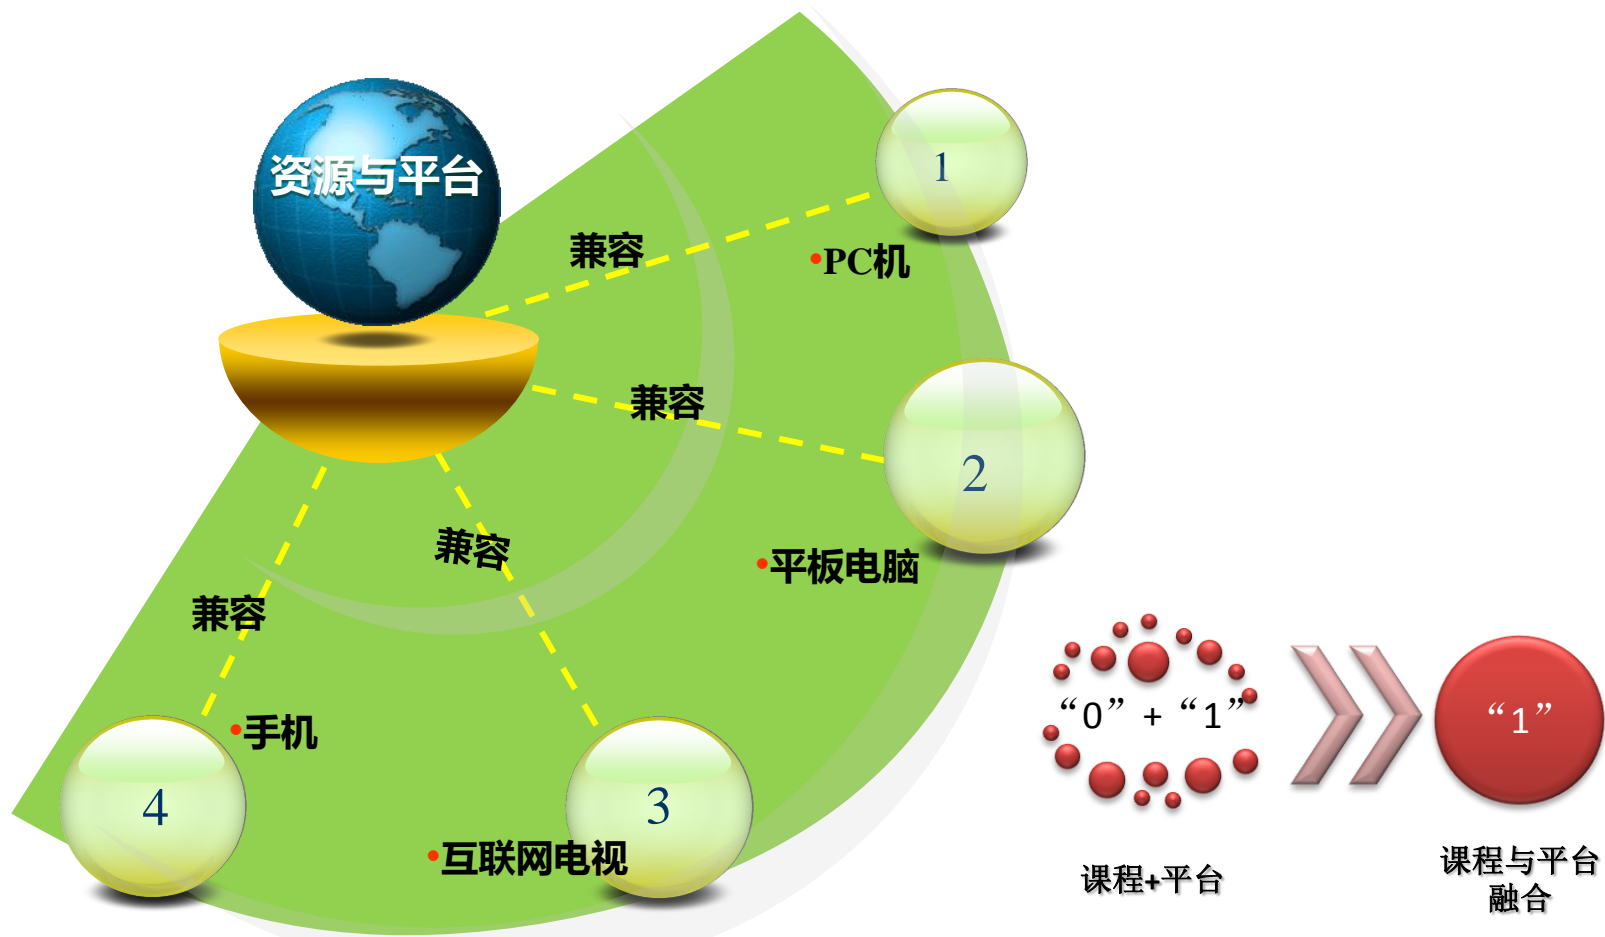 资源与平台
1
兼容
•PC机
兼容
2
兼容
•平板电脑
兼容
•手机
4
3
•互联网电视
“0” + “1”
“1”
课程+平台
课程与平台
融合